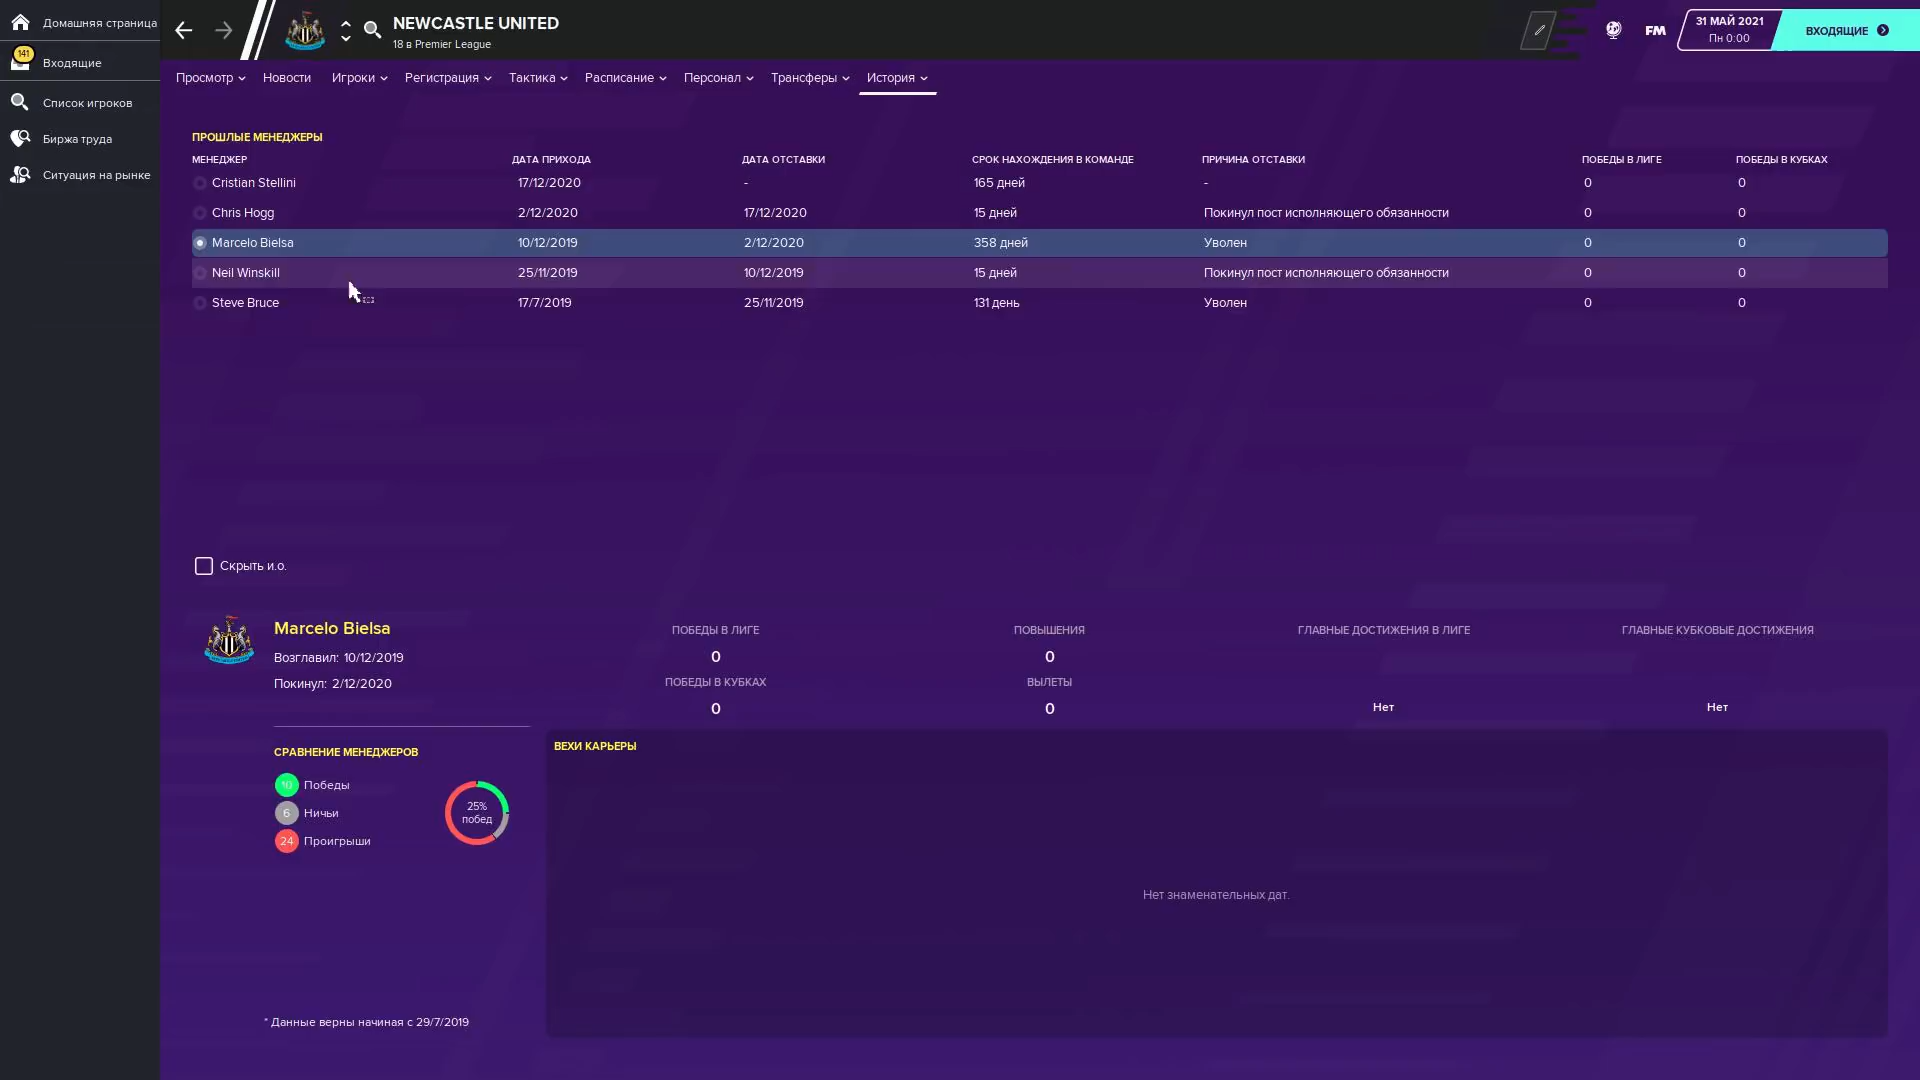 Домашняя страница
141
Входящие
Список игроков
Биржа труда
Ситуация на рынке
NEWCASTLE UNITED
18 в Premier League
FM
31 МАЙ 2021
Пн 0:00
ВХОДЯЩИЕ
Просмотр Новости Игроки Регистрация Тактика Расписание Персонал Трансферы История
ПРОШЛЫЕ МЕНЕДЖЕРЫ
МЕНЕДЖЕР ДАТА ПРИХОДА ДАТА ОТСТАВКИ СРОК НАХОЖДЕНИЯ В КОМАНДЕ ПРИЧИНА ОТСТАВКИ ПОБЕДЫ В ЛИГЕ ПОБЕДЫ В КУБКАХ
Cristian Stellini 17/12/2020 - 165 дней - 0 0
Chris Hogg 2/12/2020 17/12/2020 15 дней Покинул пост исполняющего обязанности 0 0
Marcelo Bielsa 10/12/2019 2/12/2020 358 дней Уволен 0 0
Neil Winskill 25/11/2019 10/12/2019 15 дней Покинул пост исполняющего обязанности 0 0
Steve Bruce 17/7/2019 25/11/2019 131 день Уволен 0 0
Скрыть и.о.
Marcelo Bielsa
Возглавил: 10/12/2019
Покинул: 2/12/2020
ПОБЕДЫ В ЛИГЕ ПОВЫШЕНИЯ ГЛАВНЫЕ ДОСТИЖЕНИЯ В ЛИГЕ ГЛАВНЫЕ КУБКОВЫЕ ДОСТИЖЕНИЯ
0 0
ПОБЕДЫ В КУБКАХ ВЫЛЕТЫ
0 0 Нет Нет
СРАВНЕНИЕ МЕНЕДЖЕРОВ
10 Победы
6 Ничьи
24 Проигрыши
25%
побед
ВЕХИ КАРЬЕРЫ
Нет знаменательных дат.
* Данные верны начиная с 29/7/2019